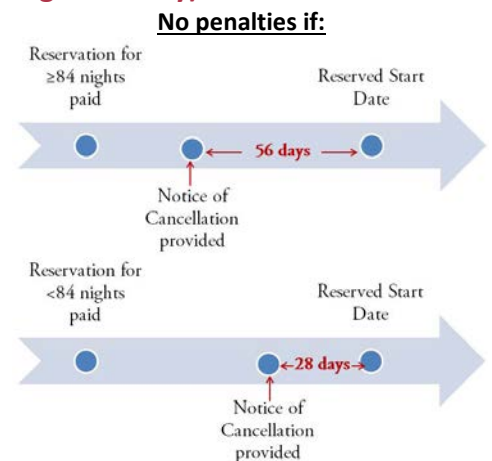 No penalties if:
Reservation for
≥84 nights
paid
Reserved Start
Date
56 days
Notice of
Cancellation
provided
Reservation for
<84 nights
paid
Reserved Start
Date
28 days
Notice of
Cancellation
provided